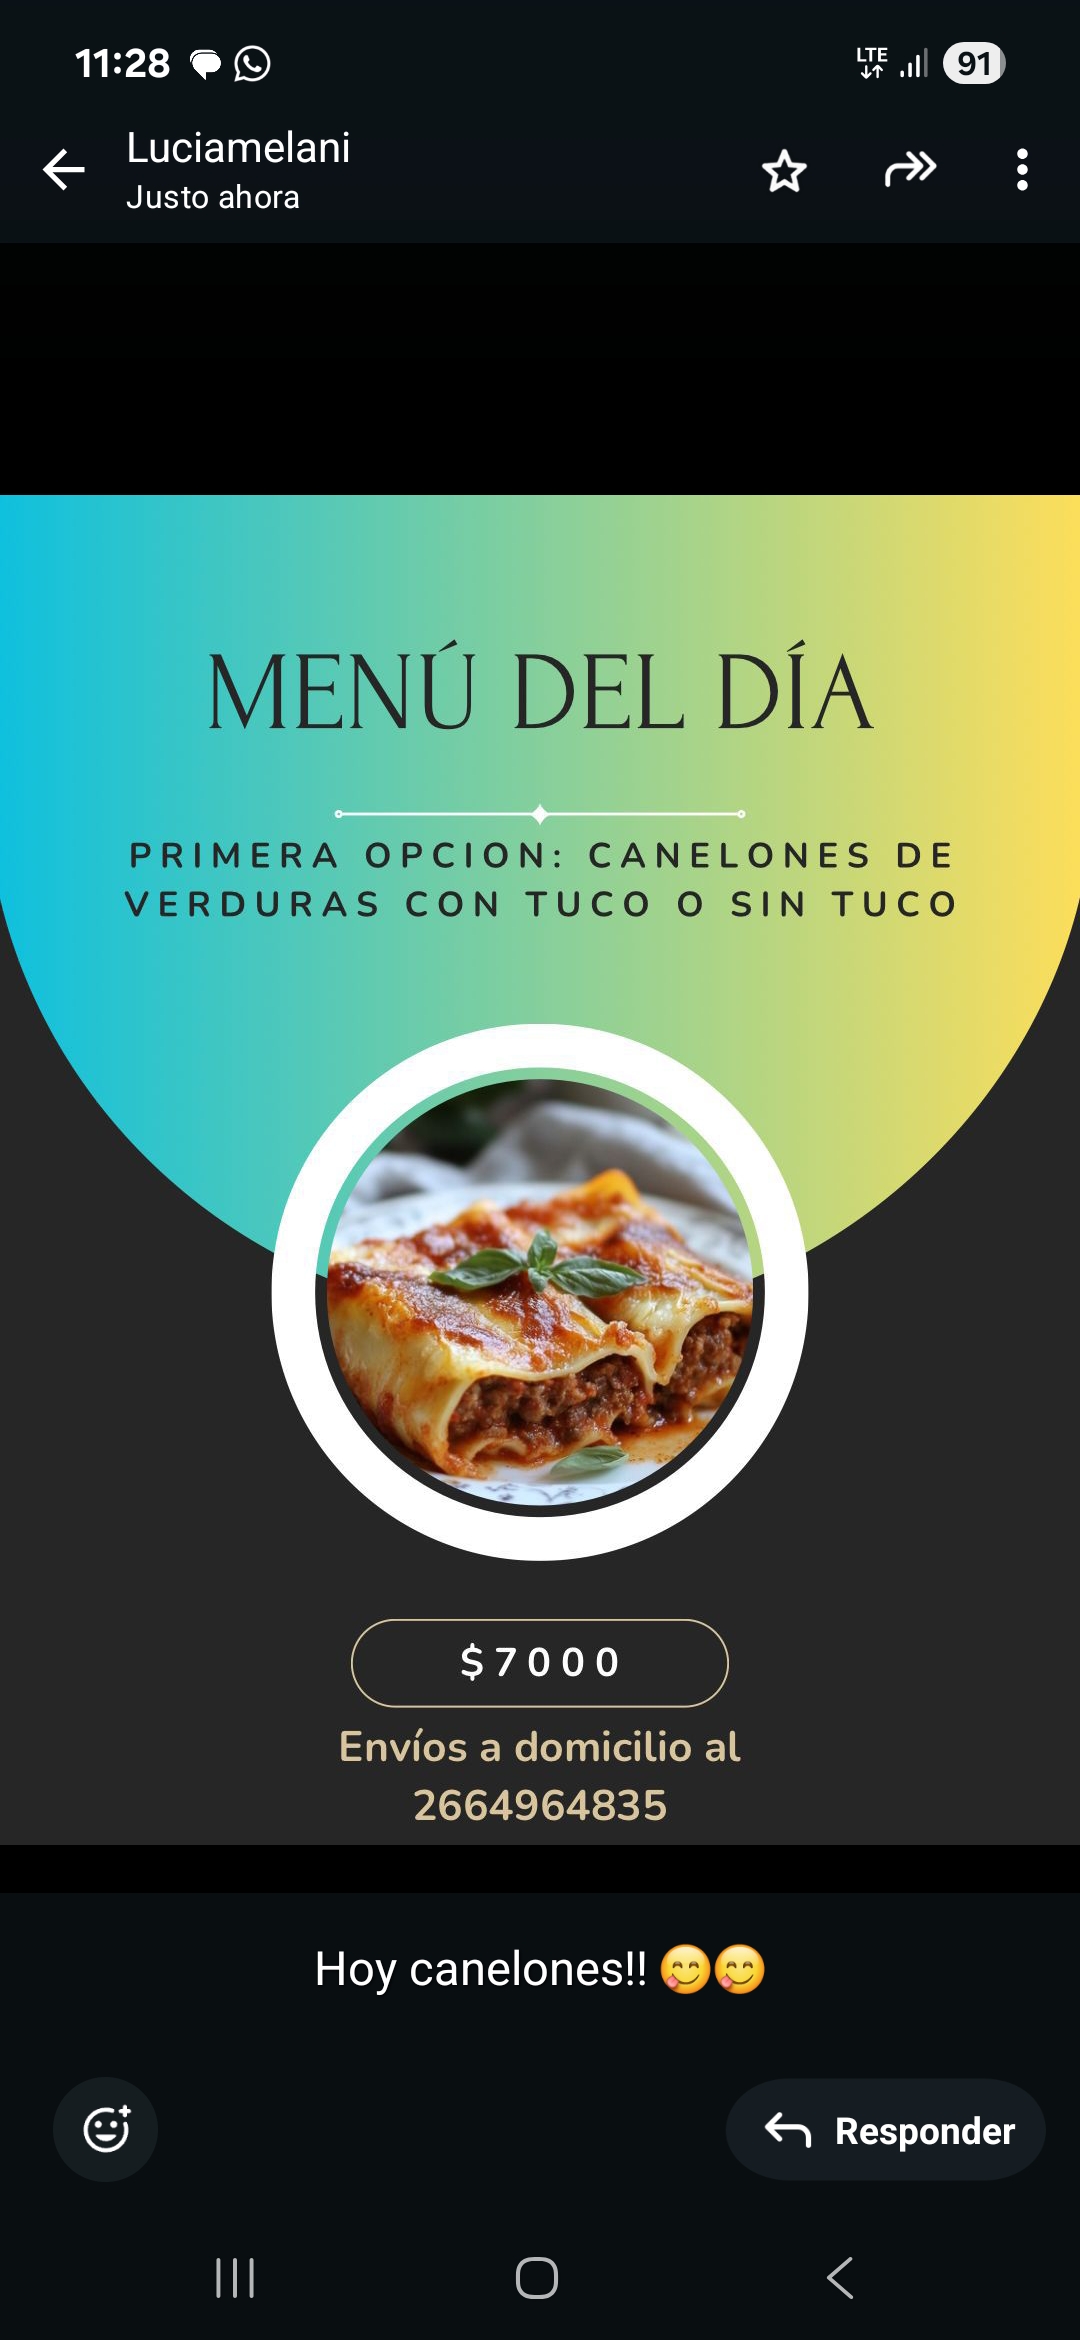 11:28
LTE
91
Luciamelani
Justo ahora
MENÚ DEL DÍA
PRIMERA OPCION: CANELONES DE
VERDURAS CON TUCO O SIN TUCO
$7000
Envíos a domicilio al
2664964835
Hoy canelones!! 😋😋
Responder